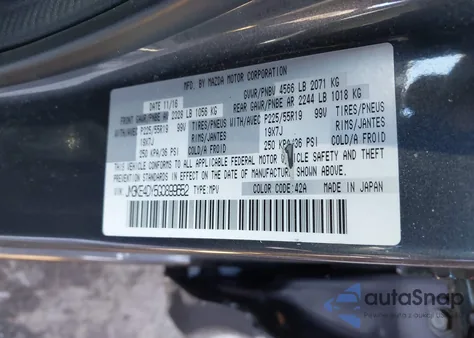 MFD. BY MAZDA MOTOR CORPORATION
DATE 11/16 GVWR/PNBV 4566 LB 2071 KG
FRONT GAWR/PNBE AV 2328 LB 1056 KG REAR GAWR/PNBE AR 2244 LB 1018 KG
WITH/AVEC P225/55R19 99V TIRES/PNEUS WITH/AVEC P225/55R19 99V TIRES/PNEUS
19X7J RIMS/JANTES 19X7J RIMS/JANTES
250 KPA/36 PSI COLD/A FROID 250 KPA/36 PSI COLD/A FROID
THIS VEHICLE CONFORMS TO ALL APPLICABLE FEDERAL MOTOR VEHICLE SAFETY AND THEFT
PREVENTION STANDARDS IN EFFECT ON THE DATE OF MANUFACTURE SHOWN ABOVE.
VIN: TYPE: MPV COLOR CODE: 42A MADE IN JAPAN
autoSnap